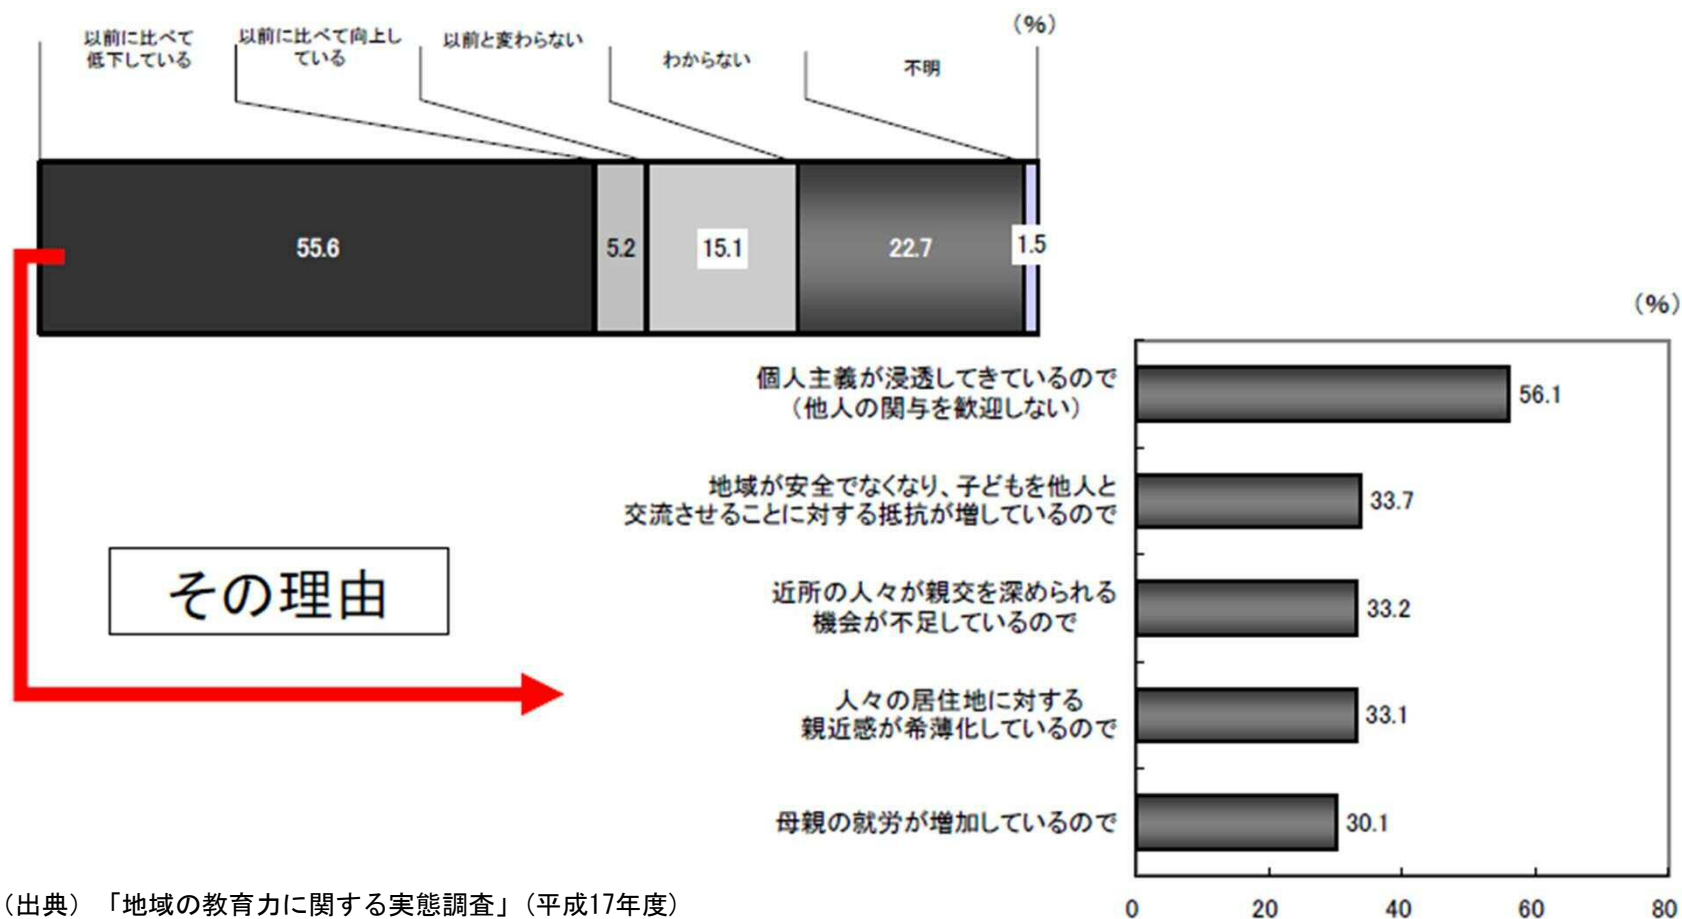 (%)
以前に比べて
低下している
以前に比べて向上し
ている
以前と変わらない
わからない
不明
55.6
5.2
15.1
22.7
1.5
(%)
個人主義が浸透してきているので
（他人の関与を歓迎しない）
56.1
地域が安全でなくなり、子どもを他人と
交流させることに対する抵抗が増しているので
33.7
その理由
近所の人々が親交を深められる
機会が不足しているので
33.2
人々の居住地に対する
親近感が希薄化しているので
33.1
母親の就労が増加しているので
30.1
0 20 40 60 80
（出典）「地域の教育力に関する実態調査」（平成17年度）